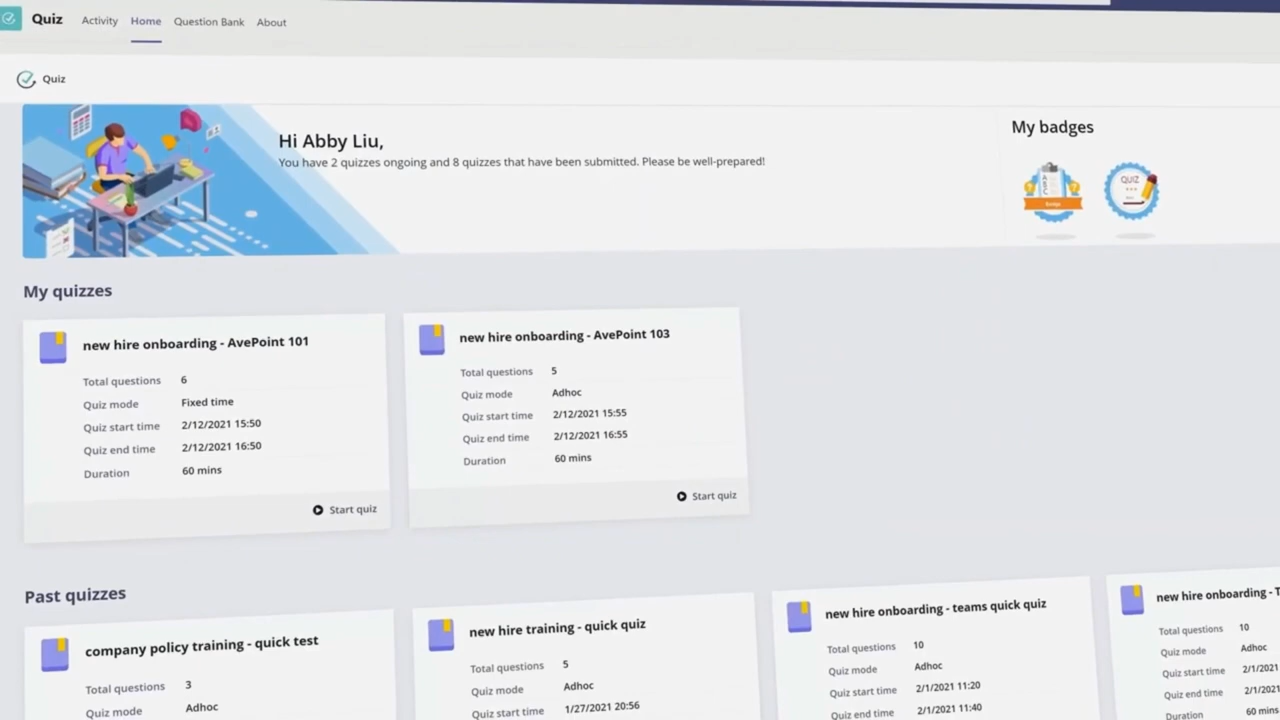 Quiz Activity Home Question Bank About
Quiz
Hi Abby Liu,
You have 2 quizzes ongoing and 8 quizzes that have been submitted. Please be well-prepared!
My badges
QUIZ
My quizzes
new hire onboarding - AvePoint 101
Total questions 6
Quiz mode Fixed time
Quiz start time 2/12/2021 15:50
Quiz end time 2/12/2021 16:50
Duration 60 mins
Start quiz
new hire onboarding - AvePoint 103
Total questions 5
Quiz mode Adhoc
Quiz start time 2/12/2021 15:55
Quiz end time 2/12/2021 16:55
Duration 60 mins
Start quiz
Past quizzes
company policy training - quick test
Total questions 3
Quiz mode Adhoc
new hire training - quick quiz
Total questions 5
Quiz mode Adhoc
Quiz start time 1/27/2021 20:56
new hire onboarding - teams quick quiz
Total questions 10
Quiz mode Adhoc
Quiz start time 2/1/2021 11:20
Quiz end time 2/1/2021 11:40
new hire onboarding - T
Total questions 10
Quiz mode Adhoc
Quiz start time 2/1/2021
Quiz end time 2/1/2021
Duration 60 mins